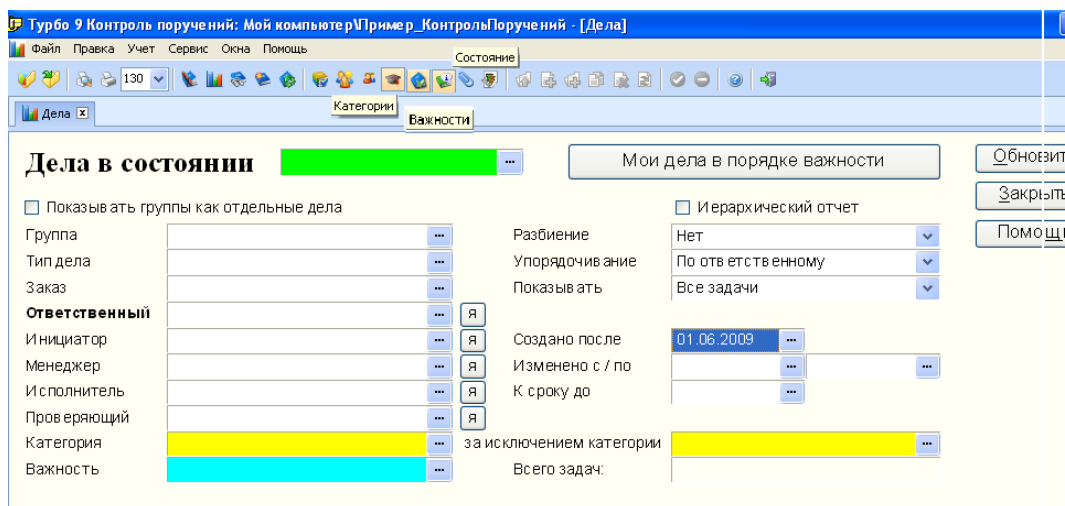 Турбо 9 Контроль поручений: Мой компьютер\Пример_КонтрольПоручений - [Дела]
Файл Правка Учет Сервис Окна Помощь
Состояние
130
Категории
Важности
Дела
Дела в состоянии ... Мои дела в порядке важности Обновит
Закрыть
Показывать группы как отдельные дела Иерархический отчет
Группа ... Разбиение Нет Помощ
Тип дела ... Упорядочивание По ответственному
Заказ ... Показывать Все задачи
Ответственный ... Я
Инициатор ... Я Создано после 01.06.2009 ...
Менеджер ... Я Изменено с / по ... ...
Исполнитель ... Я К сроку до ...
Проверяющий ... Я
Категория ... за исключением категории ...
Важность ... Всего задач: